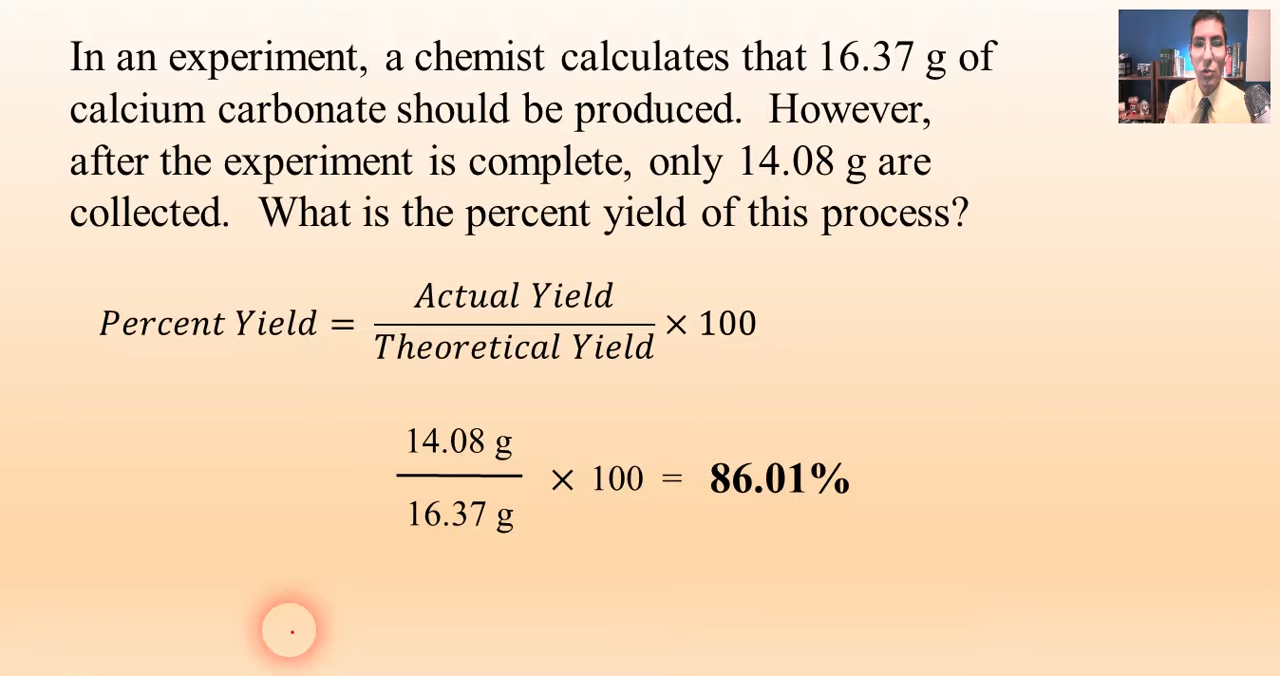 In an experiment, a chemist calculates that 16.37 g of
calcium carbonate should be produced.  However,
after the experiment is complete, only 14.08 g are
collected.  What is the percent yield of this process?
Percent Yield = Actual Yield / Theoretical Yield × 100
14.08 g / 16.37 g × 100 = 86.01%